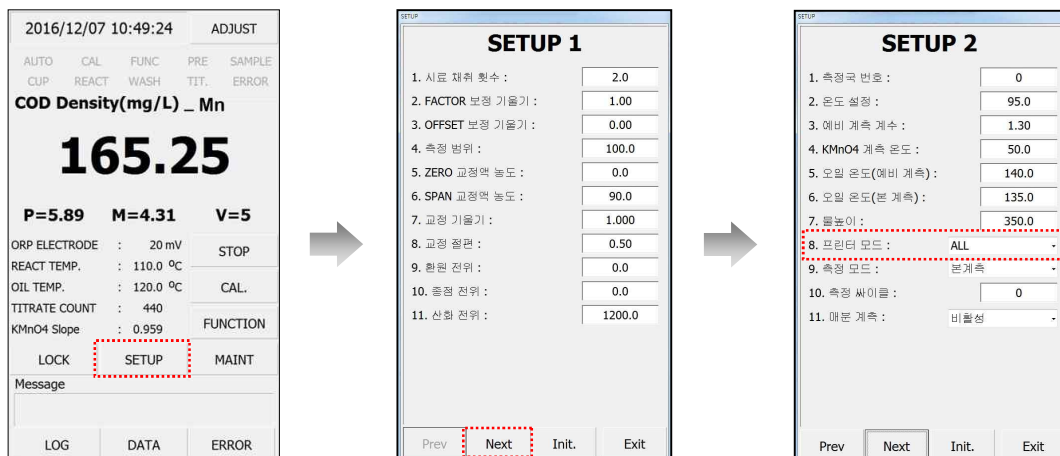 2016/12/07 10:49:24 ADJUST
AUTO CAL FUNC PRE SAMPLE
CUP REACT WASH TIT. ERROR
COD Density(mg/L) _ Mn
165.25
P=5.89 M=4.31 V=5
ORP ELECTRODE : 20 mV
REACT TEMP. : 110.0 ºC
OIL TEMP. : 120.0 ºC
TITRATE COUNT : 440
KMnO4 Slope : 0.959
STOP
CAL.
FUNCTION
LOCK SETUP MAINT
Message
LOG DATA ERROR
SETUP
SETUP 1
1. 시료 채취 횟수 : 2.0
2. FACTOR 보정 기울기 : 1.00
3. OFFSET 보정 기울기 : 0.00
4. 측정 범위 : 100.0
5. ZERO 교정액 농도 : 0.0
6. SPAN 교정액 농도 : 90.0
7. 교정 기울기 : 1.000
8. 교정 절편 : 0.50
9. 환원 전위 : 0.0
10. 종정 전위 : 0.0
11. 산화 전위 : 1200.0
Prev Next Init. Exit
SETUP
SETUP 2
1. 측정국 번호 : 0
2. 온도 설정 : 95.0
3. 예비 계측 계수 : 1.30
4. KMnO4 계측 온도 : 50.0
5. 오일 온도(예비 계측) : 140.0
6. 오일 온도(본 계측) : 135.0
7. 물높이 : 350.0
8. 프린터 모드 : ALL
9. 측정 모드 : 본계측
10. 측정 싸이클 : 0
11. 매분 계측 : 비활성
Prev Next Init. Exit